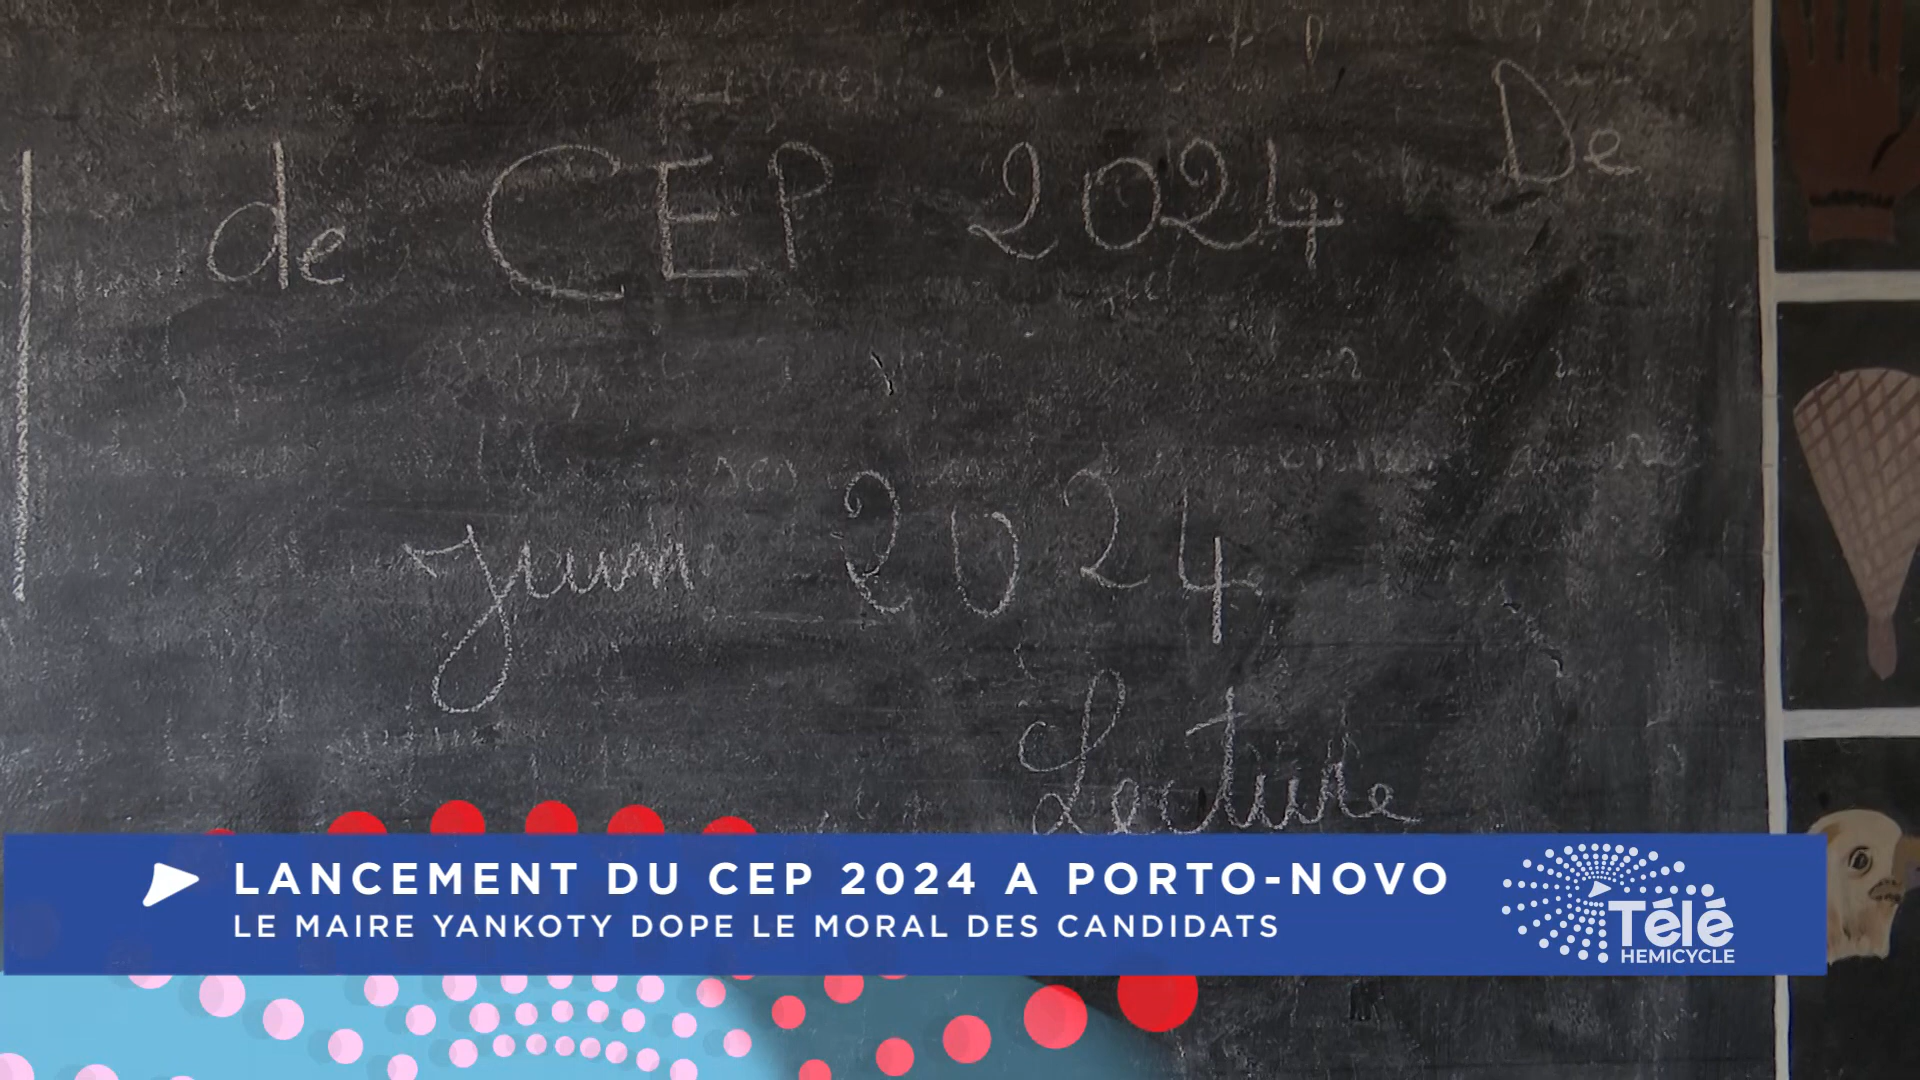 De
de CEP 2024
Juin 2024
Lecture
LANCEMENT DU CEP 2024 A PORTO-NOVO
LE MAIRE YANKOTY DOPE LE MORAL DES CANDIDATS
Télé
HEMICYCLE